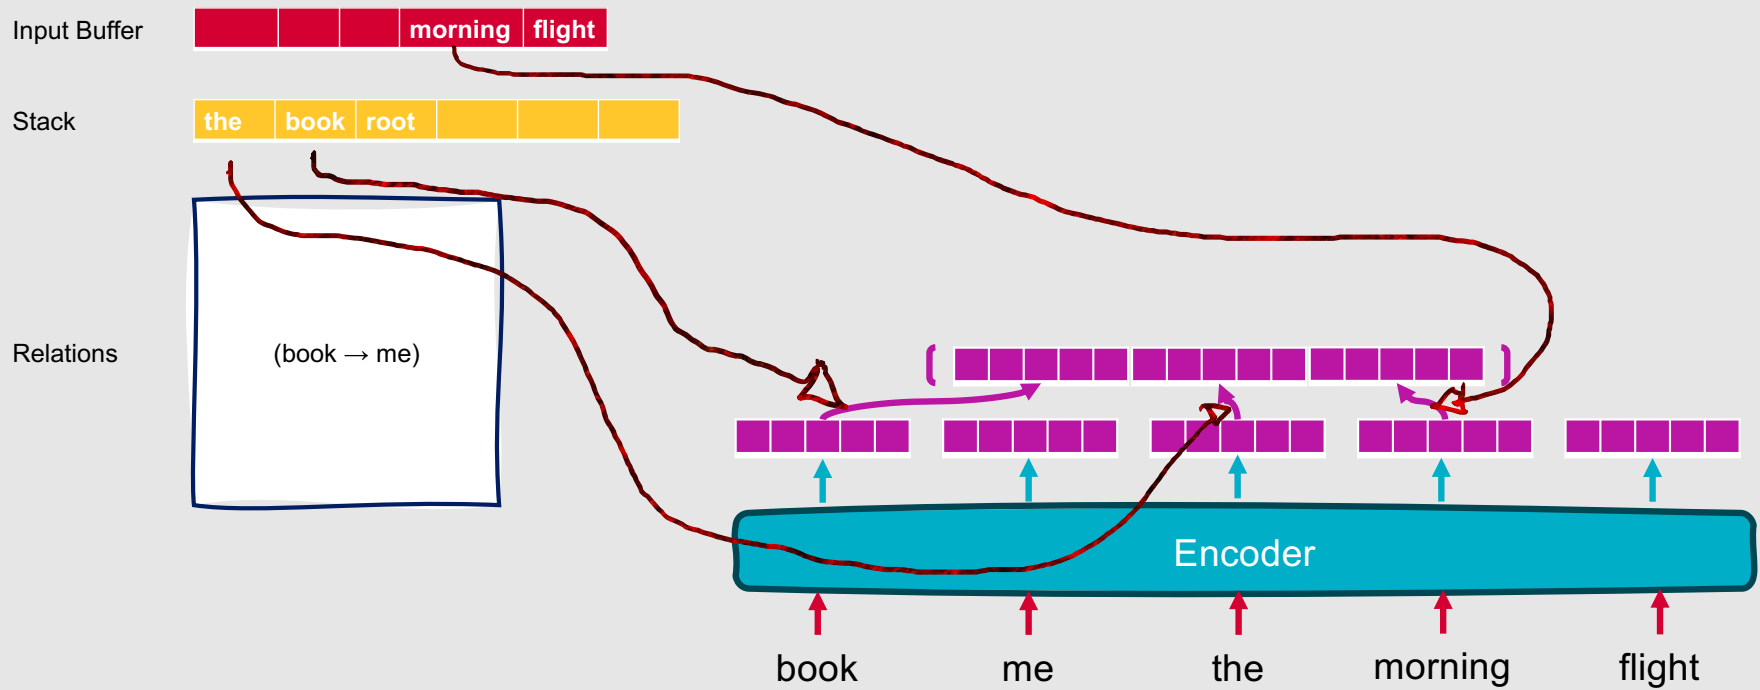 Input Buffer morning flight
Stack the book root
Relations (book → me)
Encoder
book me the morning flight